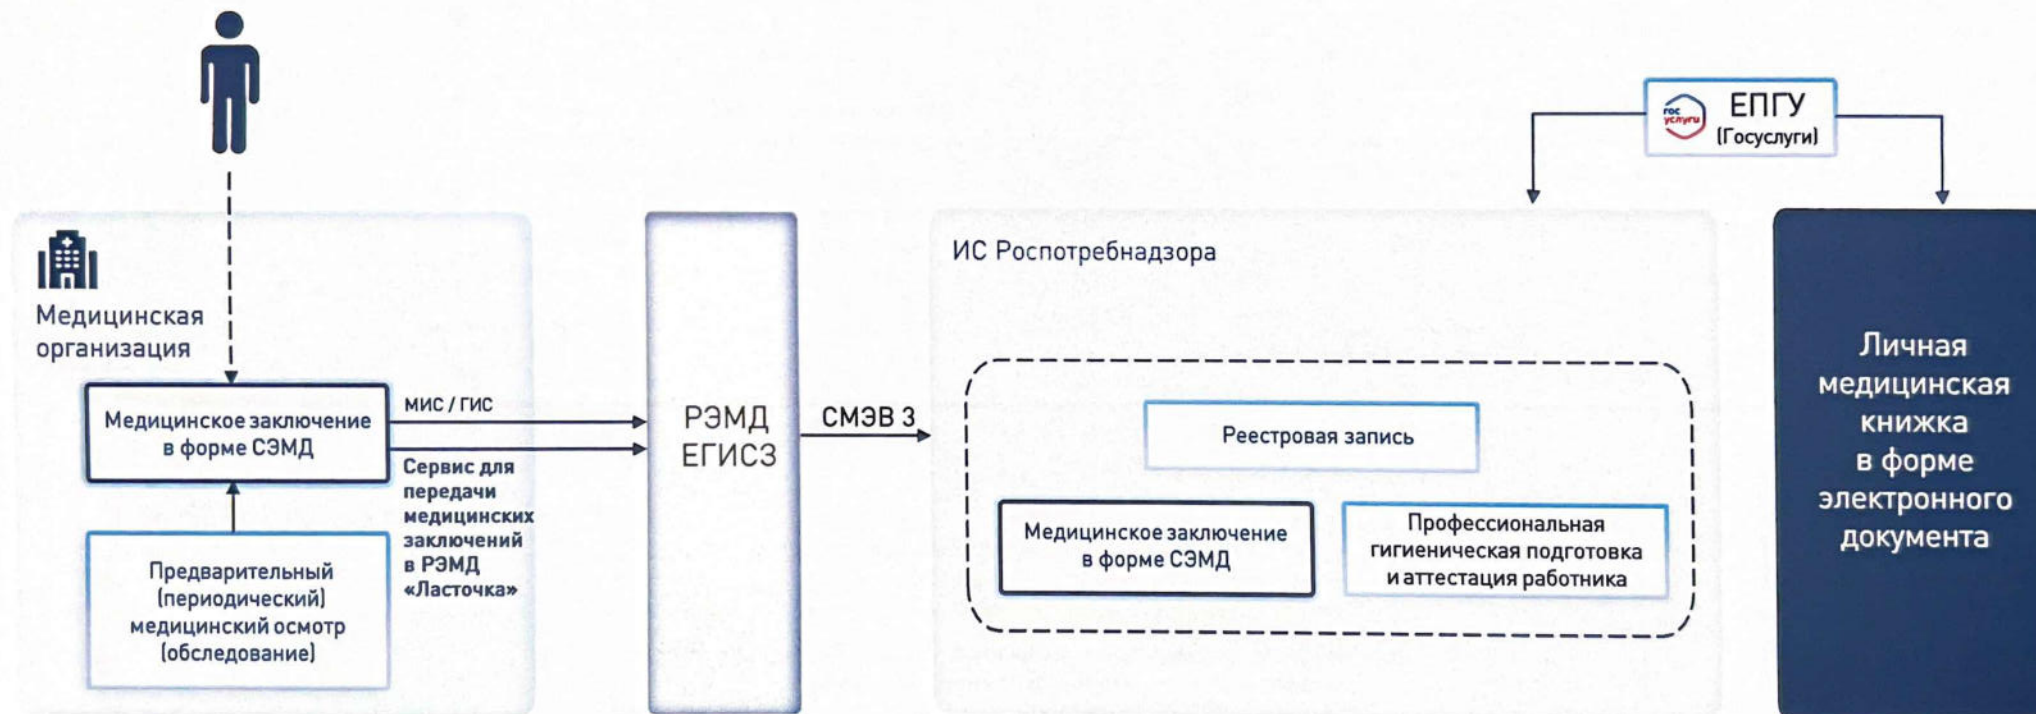 гос
услуги
ЕПГУ
(Госуслуги)
Медицинская
организация
Медицинское заключение
в форме СЭМД
Предварительный
(периодический)
медицинский осмотр
(обследование)
МИС / ГИС
Сервис для
передачи
медицинских
заключений
в РЭМД
«Ласточка»
РЭМД
ЕГИСЗ
СМЭВ 3
ИС Роспотребнадзора
Реестровая запись
Медицинское заключение
в форме СЭМД
Профессиональная
гигиеническая подготовка
и аттестация работника
Личная
медицинская
книжка
в форме
электронного
документа